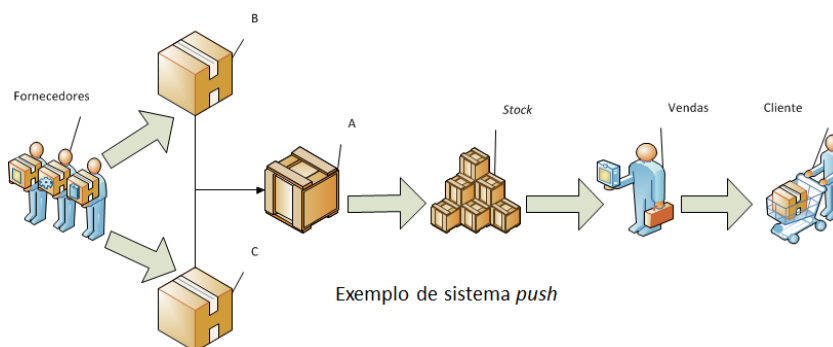 B
Fornecedores
Stock
Vendas
Cliente
A
C
Exemplo de sistema push